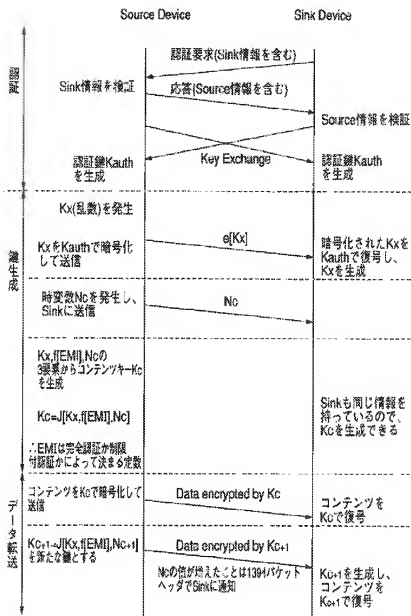 Source Device
Sink Device
認証
認証要求(Sink情報を含む)
Sink情報を検証
応答(Source情報を含む)
Source情報を検証
認証鍵Kauth
を生成
Key Exchange
認証鍵Kauth
を生成
鍵生成
Kx(乱数)を発生
KxをKauthで暗号化
して送信
e[Kx]
暗号化されたKxを
Kauthで復号し、
Kxを生成
時変数Ncを発生し、
Sinkに送信
Nc
Kx,f[EMI],Ncの
3要素からコンテンツキーKc
を生成
Kc=J[Kx,f[EMI],Nc]
∴EMIは完全認証か制限
付認証かによって決まる定数
Sinkも同じ情報を
持っているので、
Kcを生成できる
データ転送
コンテンツをKcで暗号化して
送信
Data encrypted by Kc
コンテンツを
Kcで復号
Kc+1=J[Kx,f[EMI],Nc+1]
を新たな鍵とする
Data encrypted by Kc+1
Ncの値が増えたことは1394パケット
ヘッダでSinkに通知
Kc+1を生成し、
コンテンツを
Kc+1で復号